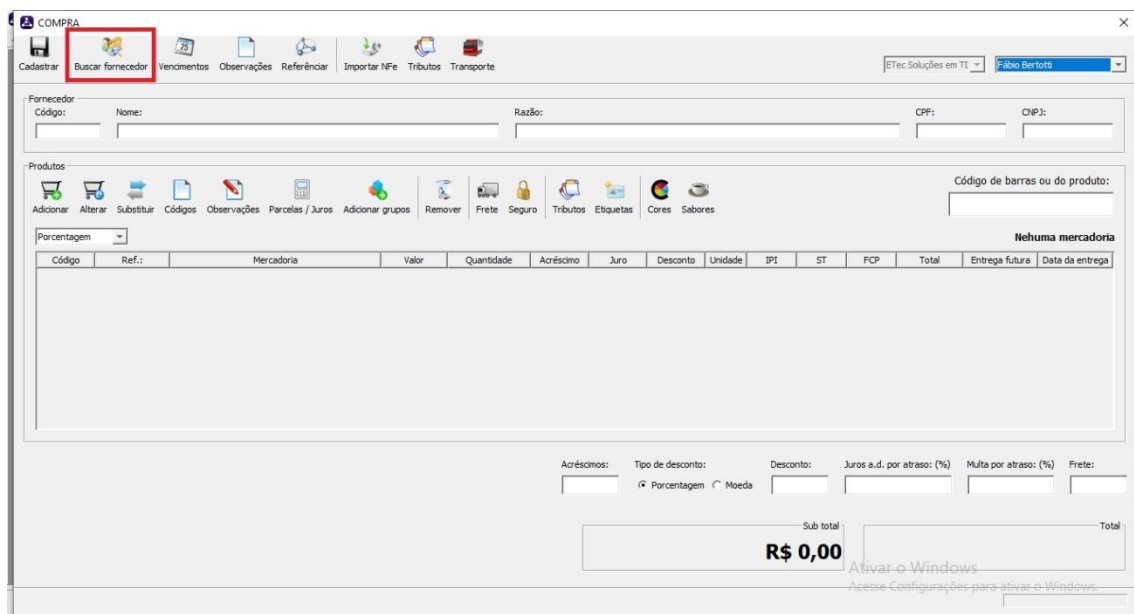 COMPRA
Cadastrar Buscar fornecedor Vencimentos Observações Referênciar Importar NFe Tributos Transporte
25
ETec Soluções em TI Fábio Bertotti
Fornecedor
Código: Nome: Razão: CPF: CNPJ:
Produtos
Adicionar Alterar Substituir Códigos Observações Parcelas / Juros Adicionar grupos Remover Frete Seguro Tributos Etiquetas Cores Sabores
Código de barras ou do produto:
Porcentagem
Nehuma mercadoria
Código Ref.: Mercadoria Valor Quantidade Acréscimo Juro Desconto Unidade IPI ST FCP Total Entrega futura Data da entrega
Acréscimos: Tipo de desconto: Desconto: Juros a.d. por atraso: (%) Multa por atraso: (%) Frete:
Porcentagem Moeda
Sub total Total
R$ 0,00
Ativar o Windows
Acesse Configurações para ativar o Windows.